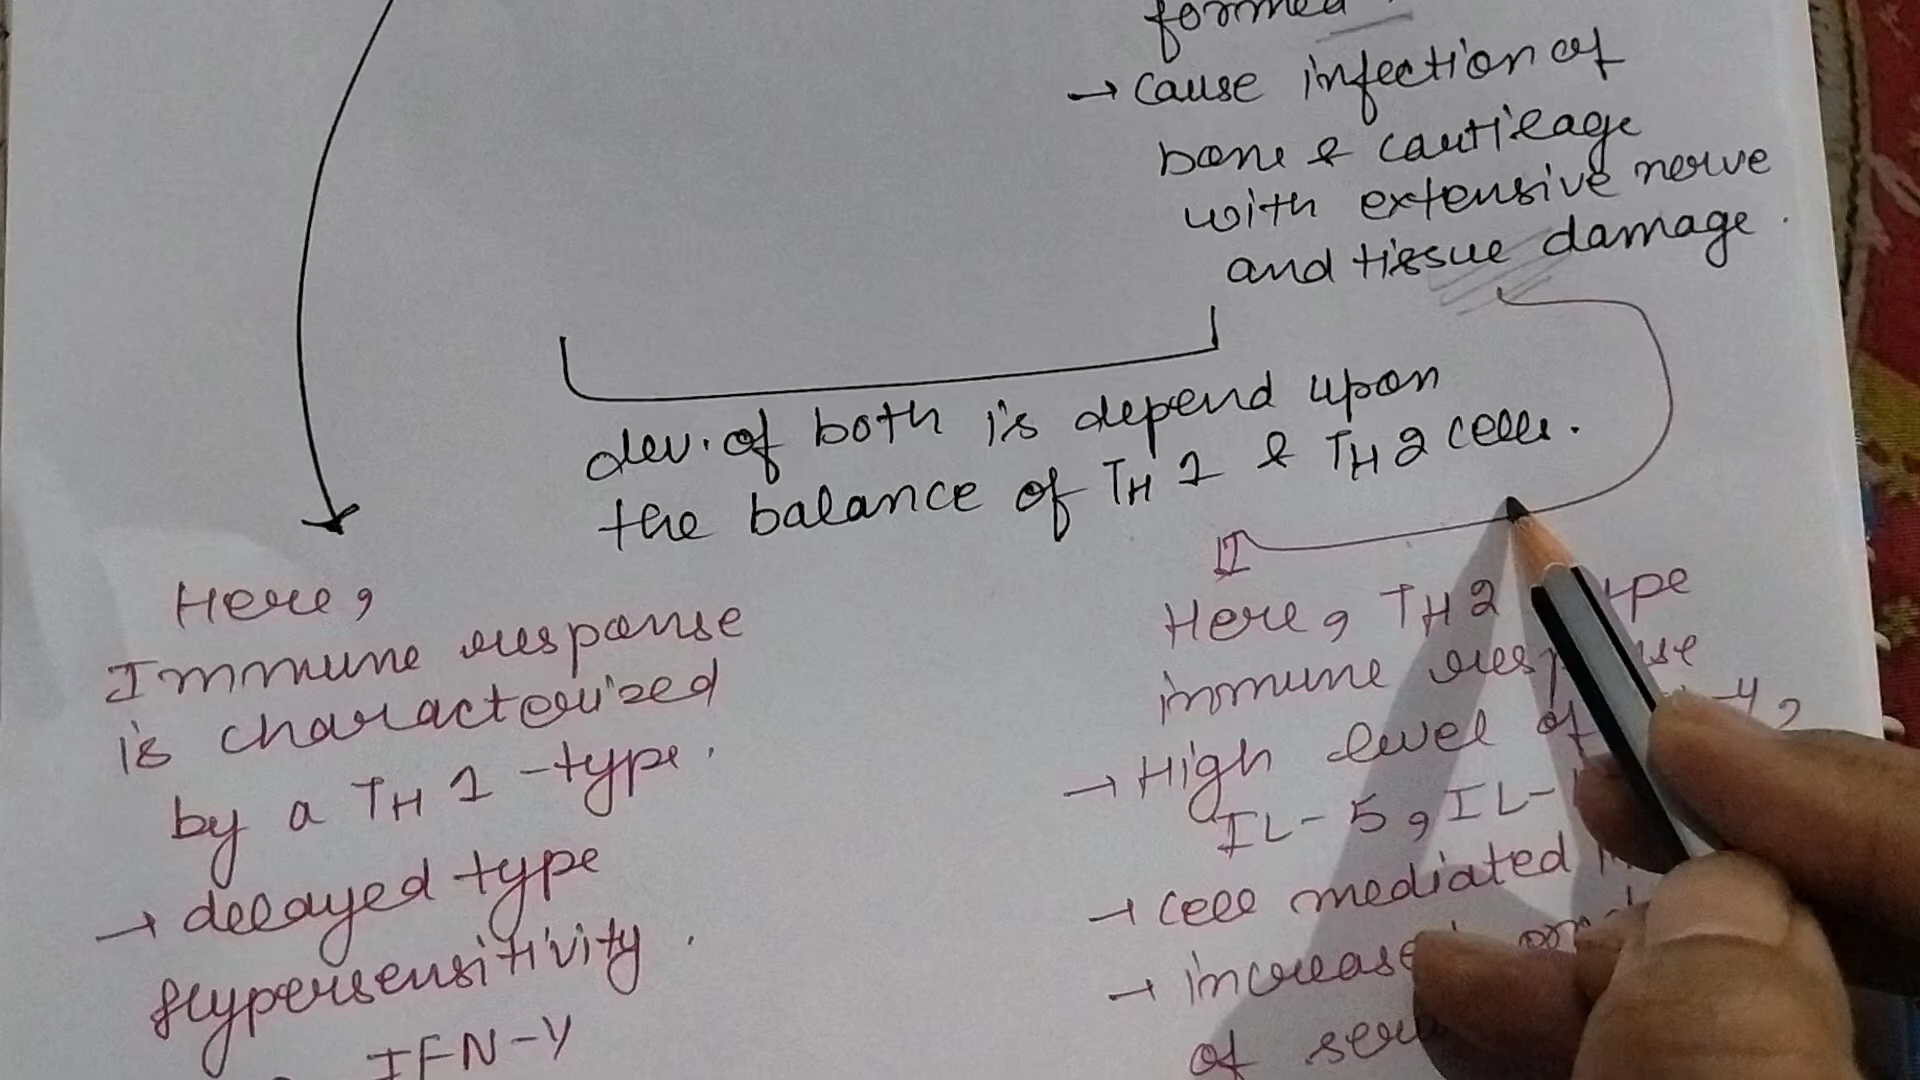 formed.
→ cause infection of
bone & cartilage
with extensive nerve
and tissue damage.
dev. of both is depend upon
the balance of TH 1 & TH 2 cells.
Here,
Immune response
is characterized
by a TH 1 -type.
→ delayed type
Hypersensitivity.
IFN-γ
Here, TH 2
immune
→ High level of
IL-5, IL-
→ cell mediated
→ increase
of